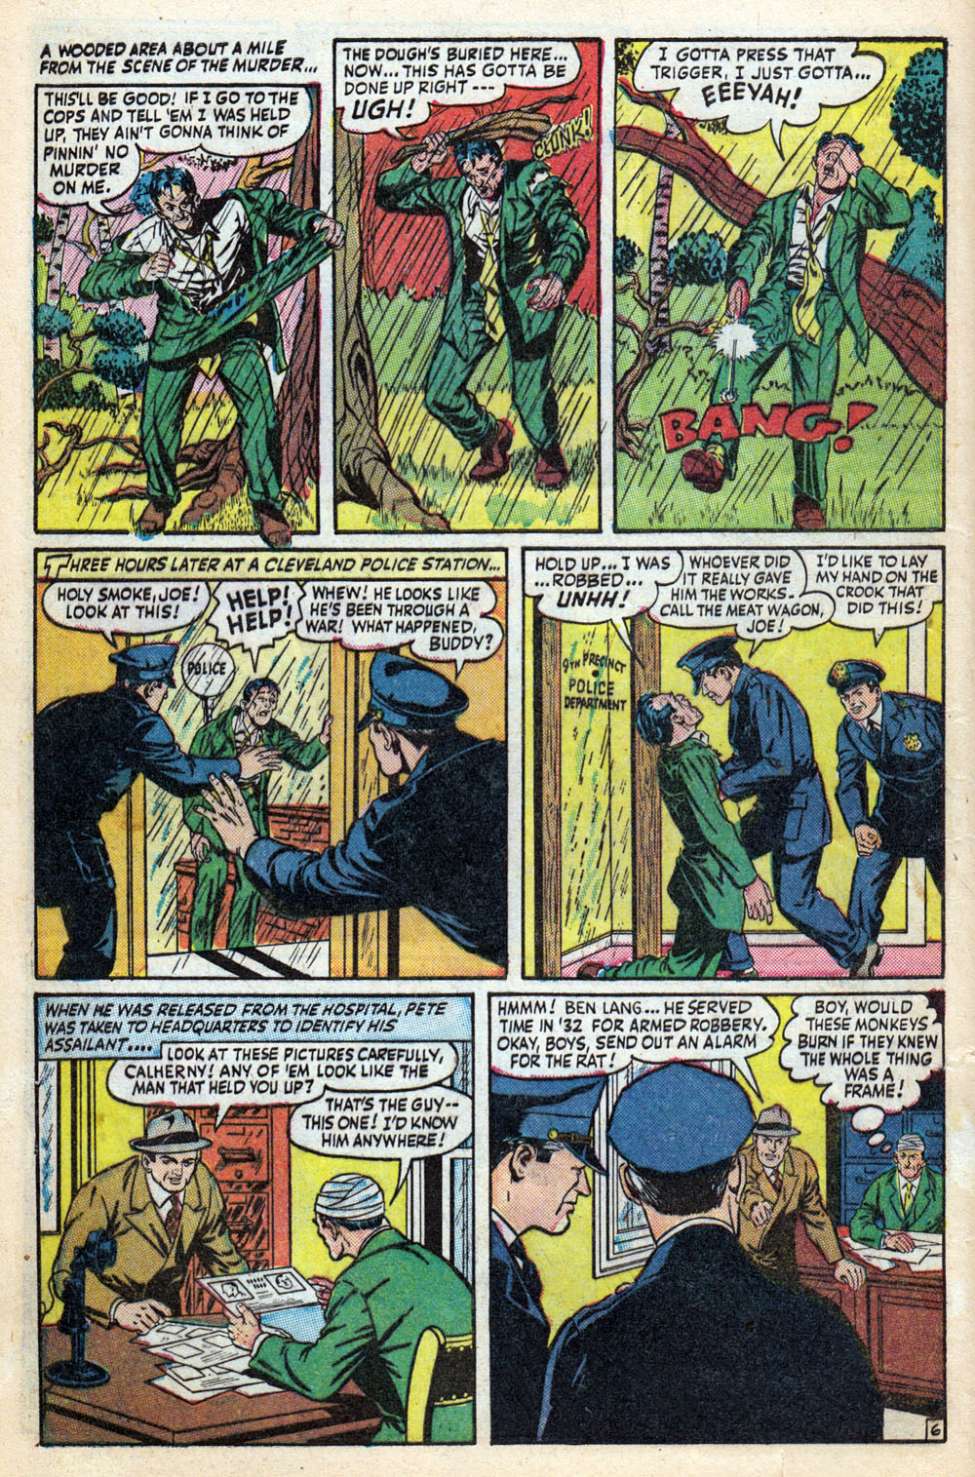 A WOODED AREA ABOUT A MILE
FROM THE SCENE OF THE MURDER...
THIS'LL BE GOOD! IF I GO TO THE
COPS AND TELL 'EM I WAS HELD
UP, THEY AIN'T GONNA THINK OF
PINNIN' NO
MURDER
ON ME.
THE DOUGH'S BURIED HERE...
NOW... THIS HAS GOTTA BE
DONE UP RIGHT ---
UGH!
CLUNK!
I GOTTA PRESS THAT
TRIGGER, I JUST GOTTA...
EEEYAH!
BANG!
THREE HOURS LATER AT A CLEVELAND POLICE STATION...
HOLY SMOKE, JOE!
LOOK AT THIS!
HELP!
HELP!
WHEW! HE LOOKS LIKE
HE'S BEEN THROUGH A
WAR! WHAT HAPPENED,
BUDDY?
POLICE
HOLD UP... I WAS
...ROBBED...
UNHH!
WHOEVER DID
IT REALLY GAVE
HIM THE WORKS.
CALL THE MEAT WAGON,
JOE!
I'D LIKE TO LAY
MY HAND ON THE
CROOK THAT
DID THIS!
9TH PRECINCT
POLICE
DEPARTMENT
WHEN HE WAS RELEASED FROM THE HOSPITAL, PETE
WAS TAKEN TO HEADQUARTERS TO IDENTIFY HIS
ASSAILANT....
LOOK AT THESE PICTURES CAREFULLY,
CALHERNY! ANY OF 'EM LOOK LIKE THE
MAN THAT HELD YOU UP?
THAT'S THE GUY--
THIS ONE! I'D KNOW
HIM ANYWHERE!
HMMM! BEN LANG... HE SERVED
TIME IN '32 FOR ARMED ROBBERY.
OKAY, BOYS, SEND OUT AN ALARM
FOR THE RAT!
BOY, WOULD
THESE MONKEYS
BURN IF THEY KNEW
THE WHOLE THING
WAS A
FRAME!
6